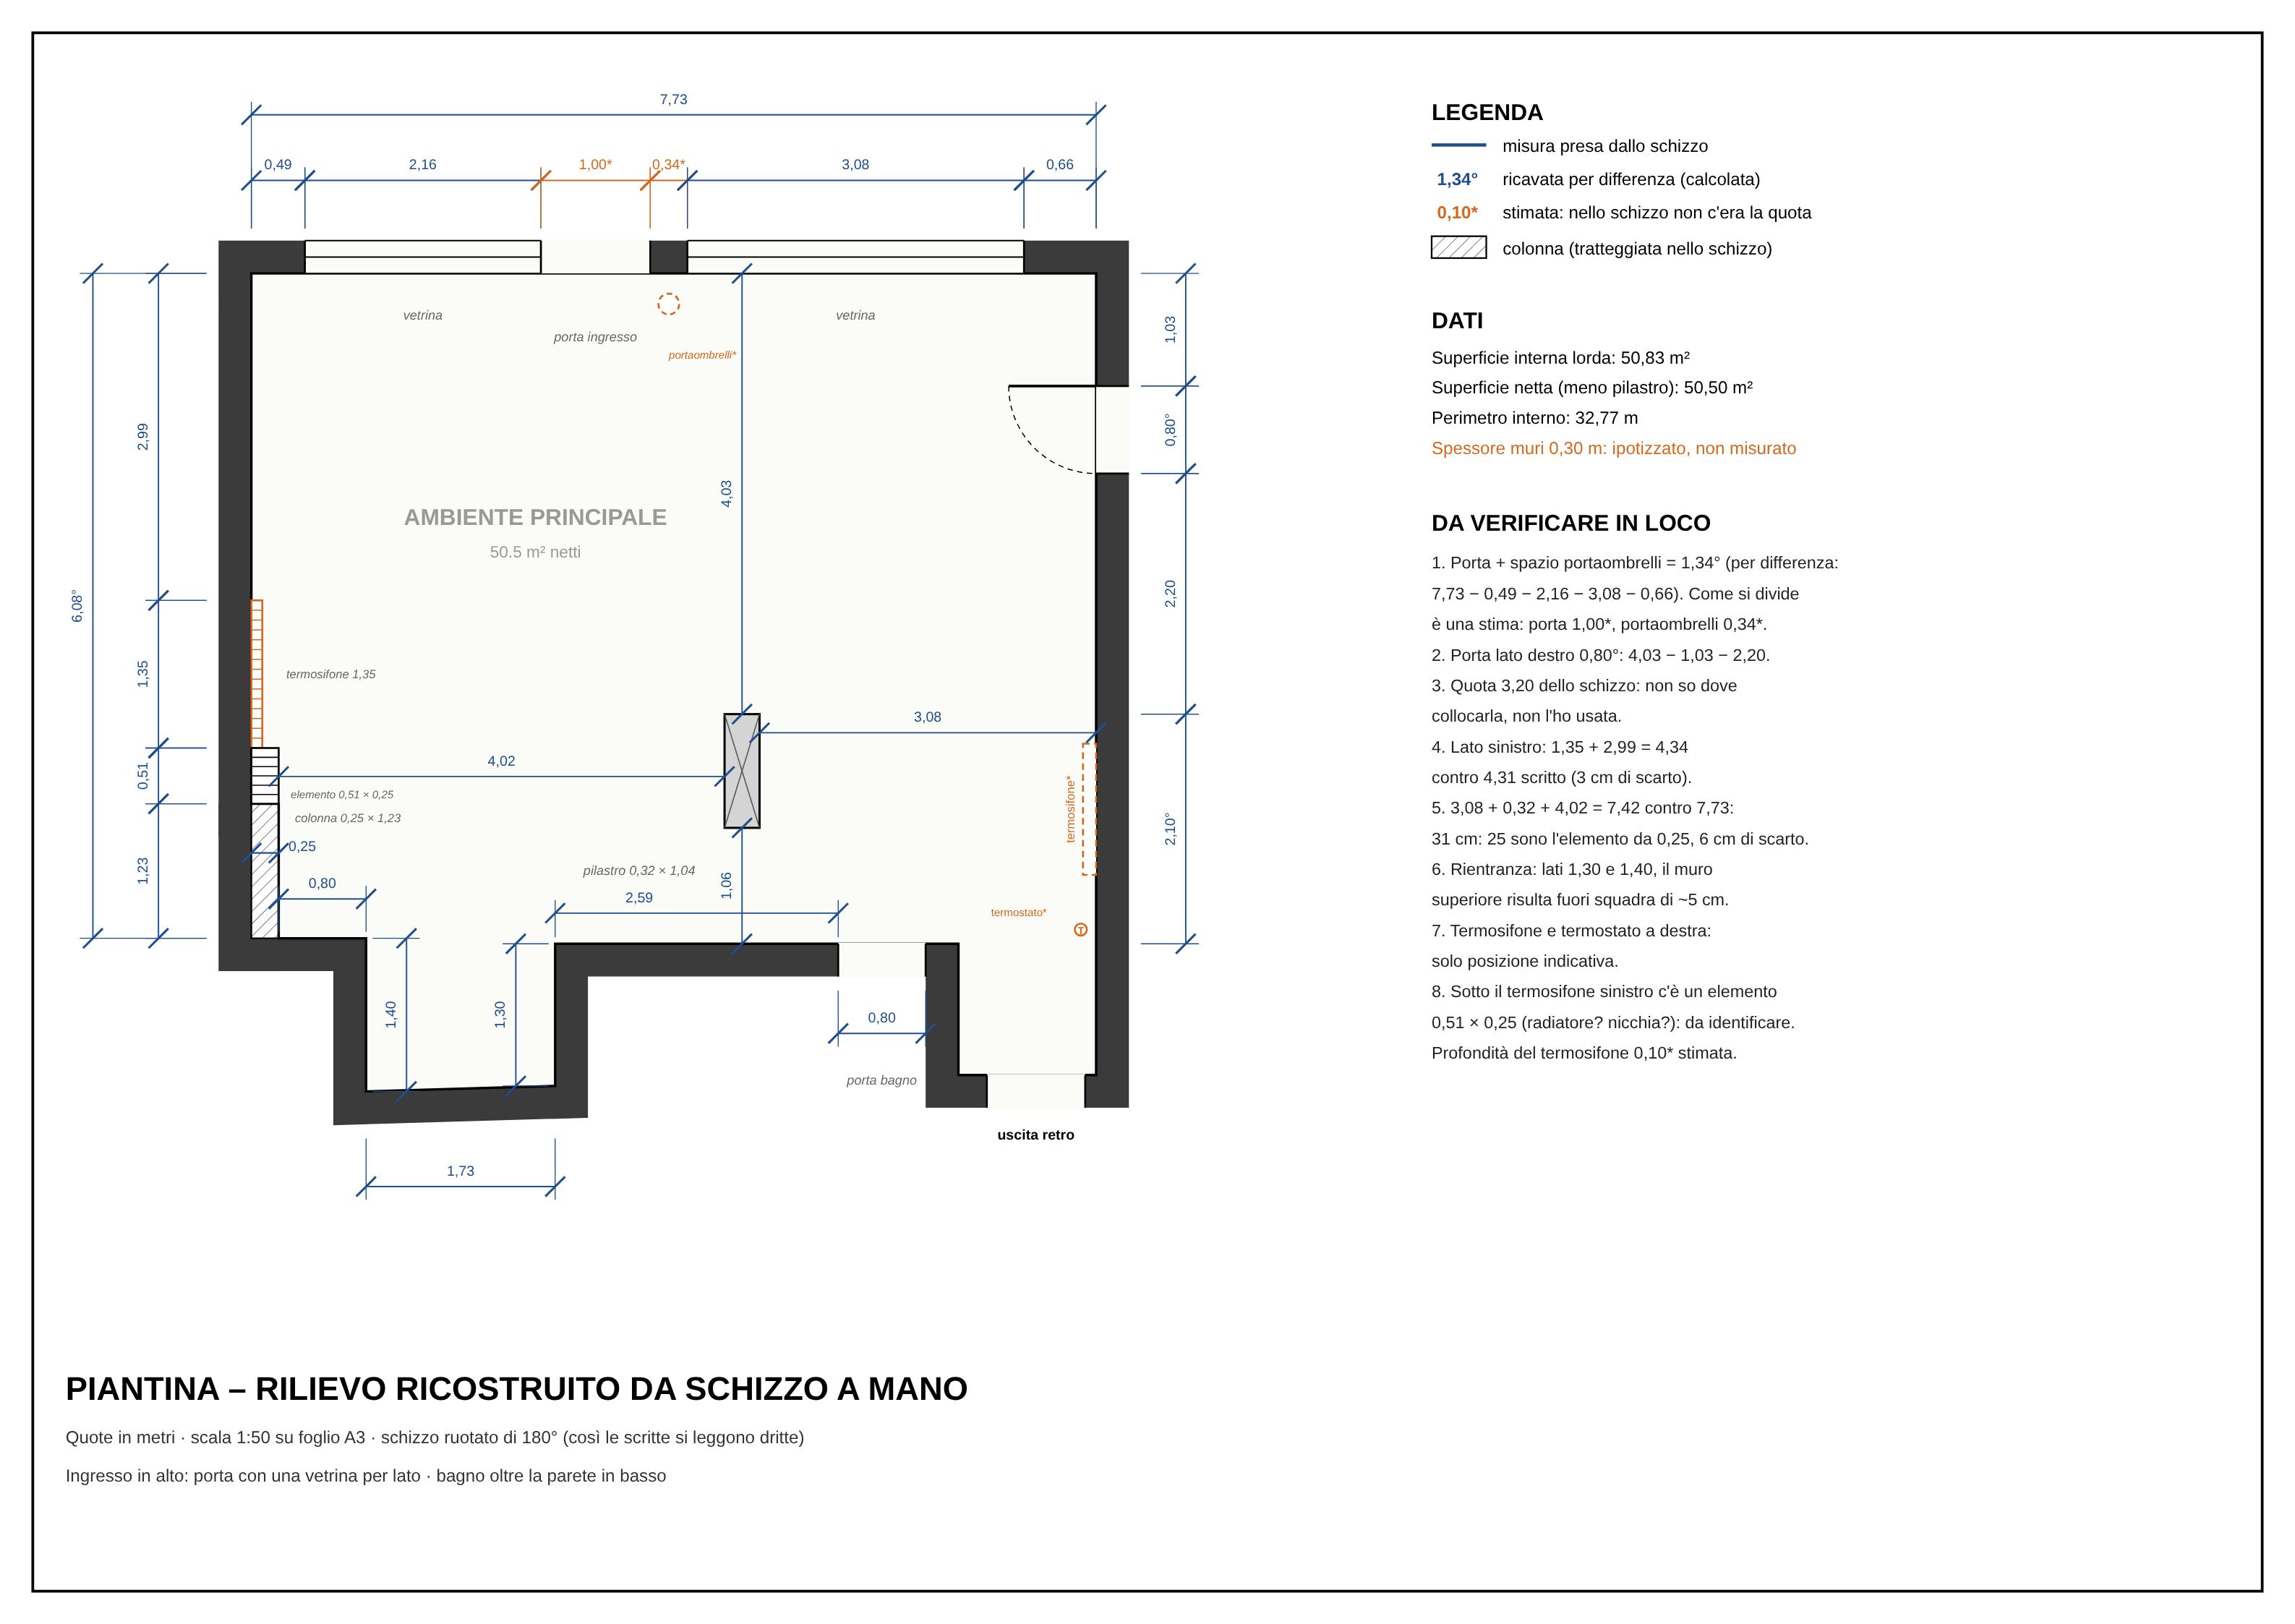 7,73
0,49
2,16
1,00*
0,34*
3,08
0,66
vetrina
porta ingresso
portaombrelli*
vetrina
1,03
2,99
0,80°
4,03
AMBIENTE PRINCIPALE
50.5 m² netti
6,08°
2,20
1,35
termosifone 1,35
3,08
4,02
0,51
elemento 0,51 × 0,25
colonna 0,25 × 1,23
termosifone*
2,10°
0,25
1,23
0,80
pilastro 0,32 × 1,04
2,59
1,06
termostato*
T
1,40
1,30
0,80
porta bagno
uscita retro
1,73
LEGENDA
misura presa dallo schizzo
1,34° ricavata per differenza (calcolata)
0,10* stimata: nello schizzo non c'era la quota
colonna (tratteggiata nello schizzo)
DATI
Superficie interna lorda: 50,83 m²
Superficie netta (meno pilastro): 50,50 m²
Perimetro interno: 32,77 m
Spessore muri 0,30 m: ipotizzato, non misurato
DA VERIFICARE IN LOCO
1. Porta + spazio portaombrelli = 1,34° (per differenza:
7,73 − 0,49 − 2,16 − 3,08 − 0,66). Come si divide
è una stima: porta 1,00*, portaombrelli 0,34*.
2. Porta lato destro 0,80°: 4,03 − 1,03 − 2,20.
3. Quota 3,20 dello schizzo: non so dove
collocarla, non l'ho usata.
4. Lato sinistro: 1,35 + 2,99 = 4,34
contro 4,31 scritto (3 cm di scarto).
5. 3,08 + 0,32 + 4,02 = 7,42 contro 7,73:
31 cm: 25 sono l'elemento da 0,25, 6 cm di scarto.
6. Rientranza: lati 1,30 e 1,40, il muro
superiore risulta fuori squadra di ~5 cm.
7. Termosifone e termostato a destra:
solo posizione indicativa.
8. Sotto il termosifone sinistro c'è un elemento
0,51 × 0,25 (radiatore? nicchia?): da identificare.
Profondità del termosifone 0,10* stimata.
PIANTINA – RILIEVO RICOSTRUITO DA SCHIZZO A MANO
Quote in metri · scala 1:50 su foglio A3 · schizzo ruotato di 180° (così le scritte si leggono dritte)
Ingresso in alto: porta con una vetrina per lato · bagno oltre la parete in basso